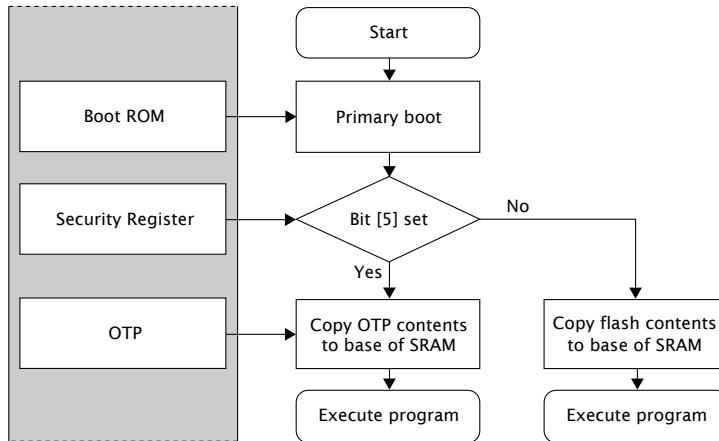 Start
Boot ROM
Primary boot
Security Register
Bit [5] set
No
Yes
OTP
Copy OTP contents
to base of SRAM
Copy flash contents
to base of SRAM
Execute program
Execute program